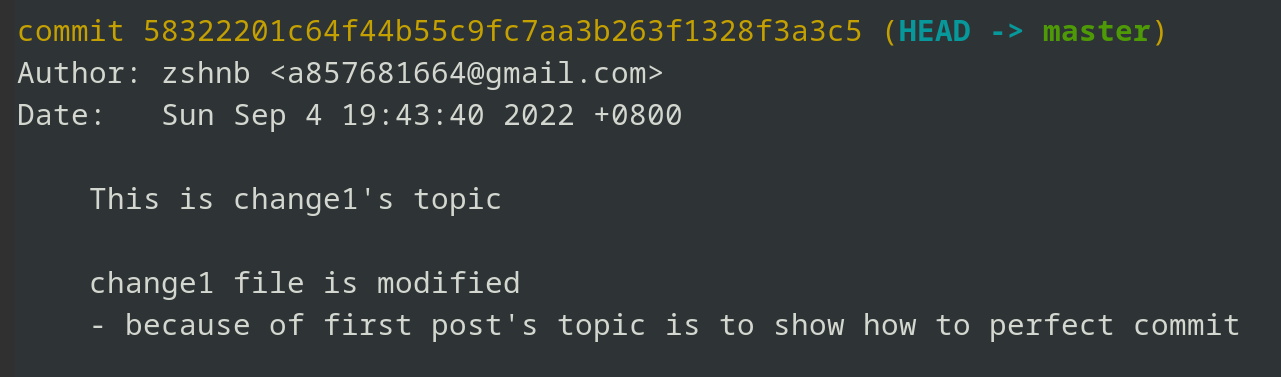 commit 58322201c64f44b55c9fc7aa3b263f1328f3a3c5 (HEAD -> master)
Author: zshnb <a857681664@gmail.com>
Date:   Sun Sep 4 19:43:40 2022 +0800
This is change1's topic
change1 file is modified
- because of first post's topic is to show how to perfect commit